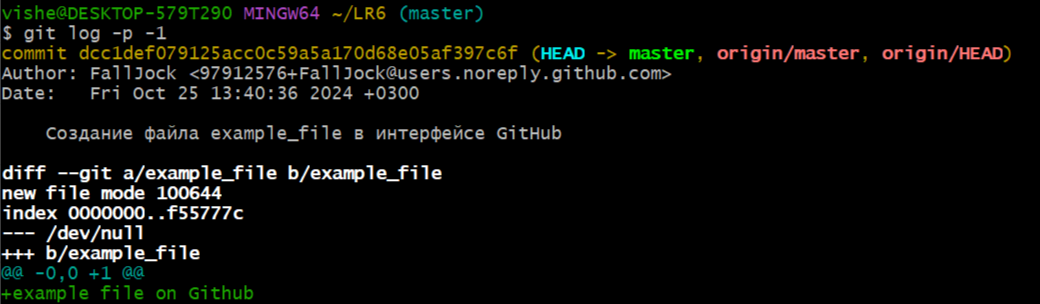 vishe@DESKTOP-579T290 MINGW64 ~/LR6 (master)
$ git log -p -1
commit dcc1def079125acc0c59a5a170d68e05af397c6f (HEAD -> master, origin/master, origin/HEAD)
Author: FallJock <97912576+FallJock@users.noreply.github.com>
Date:   Fri Oct 25 13:40:36 2024 +0300

    Создание файла example_file в интерфейсе GitHub

diff --git a/example_file b/example_file
new file mode 100644
index 0000000..f55777c
--- /dev/null
+++ b/example_file
@@ -0,0 +1 @@
+example file on Github